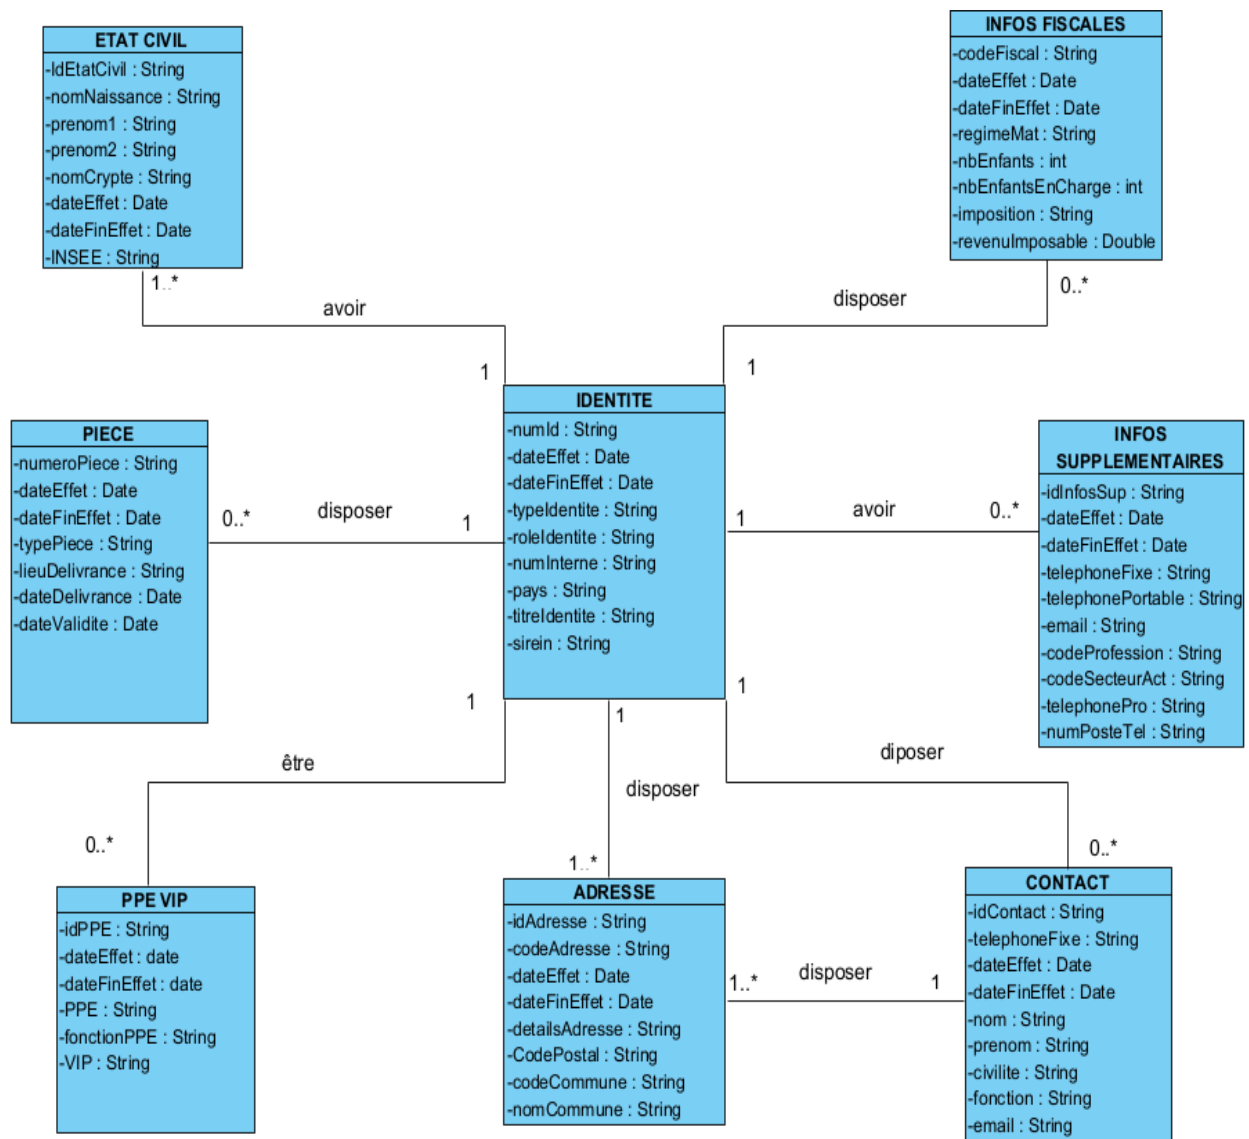 ETAT CIVIL
-IdEtatCivil : String
-nomNaissance : String
-prenom1 : String
-prenom2 : String
-nomCrypte : String
-dateEffet : Date
-dateFinEffet : Date
-INSEE : String
1..*
avoir
1
INFOS FISCALES
-codeFiscal : String
-dateEffet : Date
-dateFinEffet : Date
-regimeMat : String
-nbEnfants : int
-nbEnfantsEnCharge : int
-imposition : String
-revenuImposable : Double
0..*
disposer
1
PIECE
-numeroPiece : String
-dateEffet : Date
-dateFinEffet : Date
-typePiece : String
-lieuDelivrance : String
-dateDelivrance : Date
-dateValidite : Date
0..*
disposer
1
IDENTITE
-numId : String
-dateEffet : Date
-dateFinEffet : Date
-typeIdentite : String
-roleIdentite : String
-numInterne : String
-pays : String
-titreIdentite : String
-sirein : String
1
avoir
0..*
INFOS
SUPPLEMENTAIRES
-idInfosSup : String
-dateEffet : Date
-dateFinEffet : Date
-telephoneFixe : String
-telephonePortable : String
-email : String
-codeProfession : String
-codeSecteurAct : String
-telephonePro : String
-numPosteTel : String
1
être
0..*
1
disposer
1..*
1
diposer
0..*
PPE VIP
-idPPE : String
-dateEffet : date
-dateFinEffet : date
-PPE : String
-fonctionPPE : String
-VIP : String
ADRESSE
-idAdresse : String
-codeAdresse : String
-dateEffet : Date
-dateFinEffet : Date
-detailsAdresse : String
-CodePostal : String
-codeCommune : String
-nomCommune : String
1..*
disposer
1
CONTACT
-idContact : String
-telephoneFixe : String
-dateEffet : Date
-dateFinEffet : Date
-nom : String
-prenom : String
-civilite : String
-fonction : String
-email : String